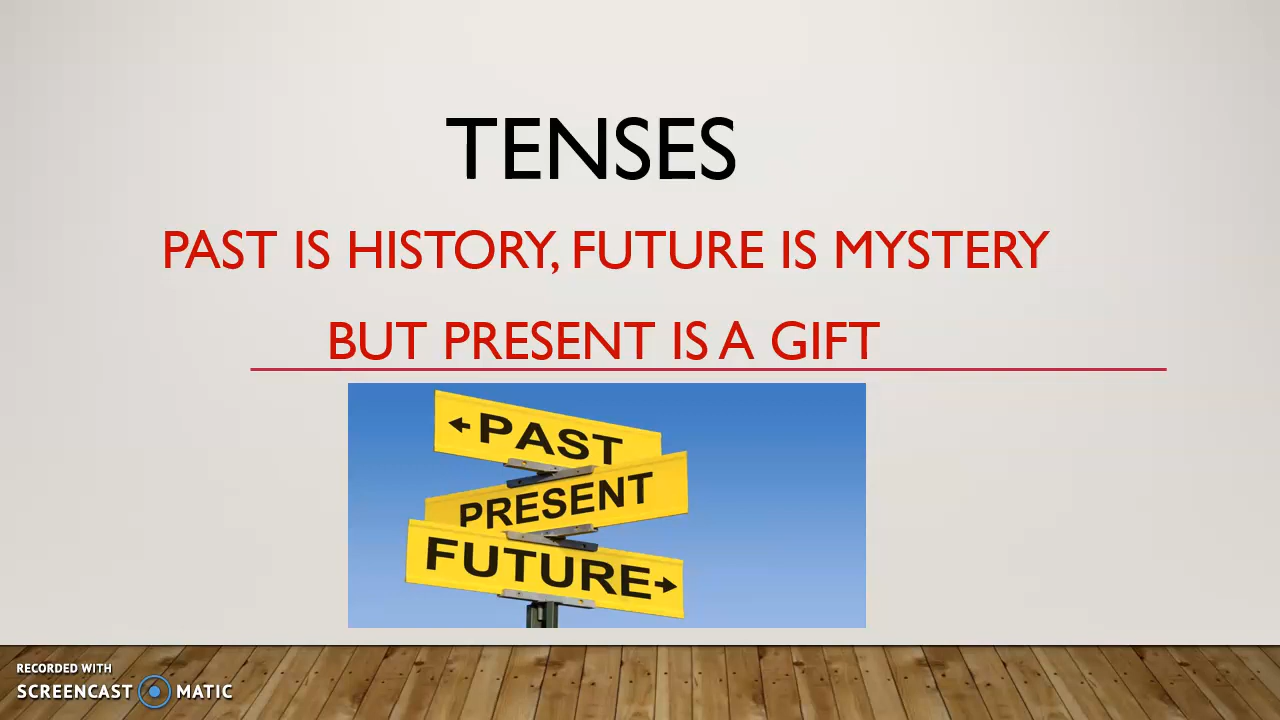 TENSES
PAST IS HISTORY, FUTURE IS MYSTERY
BUT PRESENT IS A GIFT
PAST
PRESENT
FUTURE
RECORDED WITH
SCREENCAST MATIC